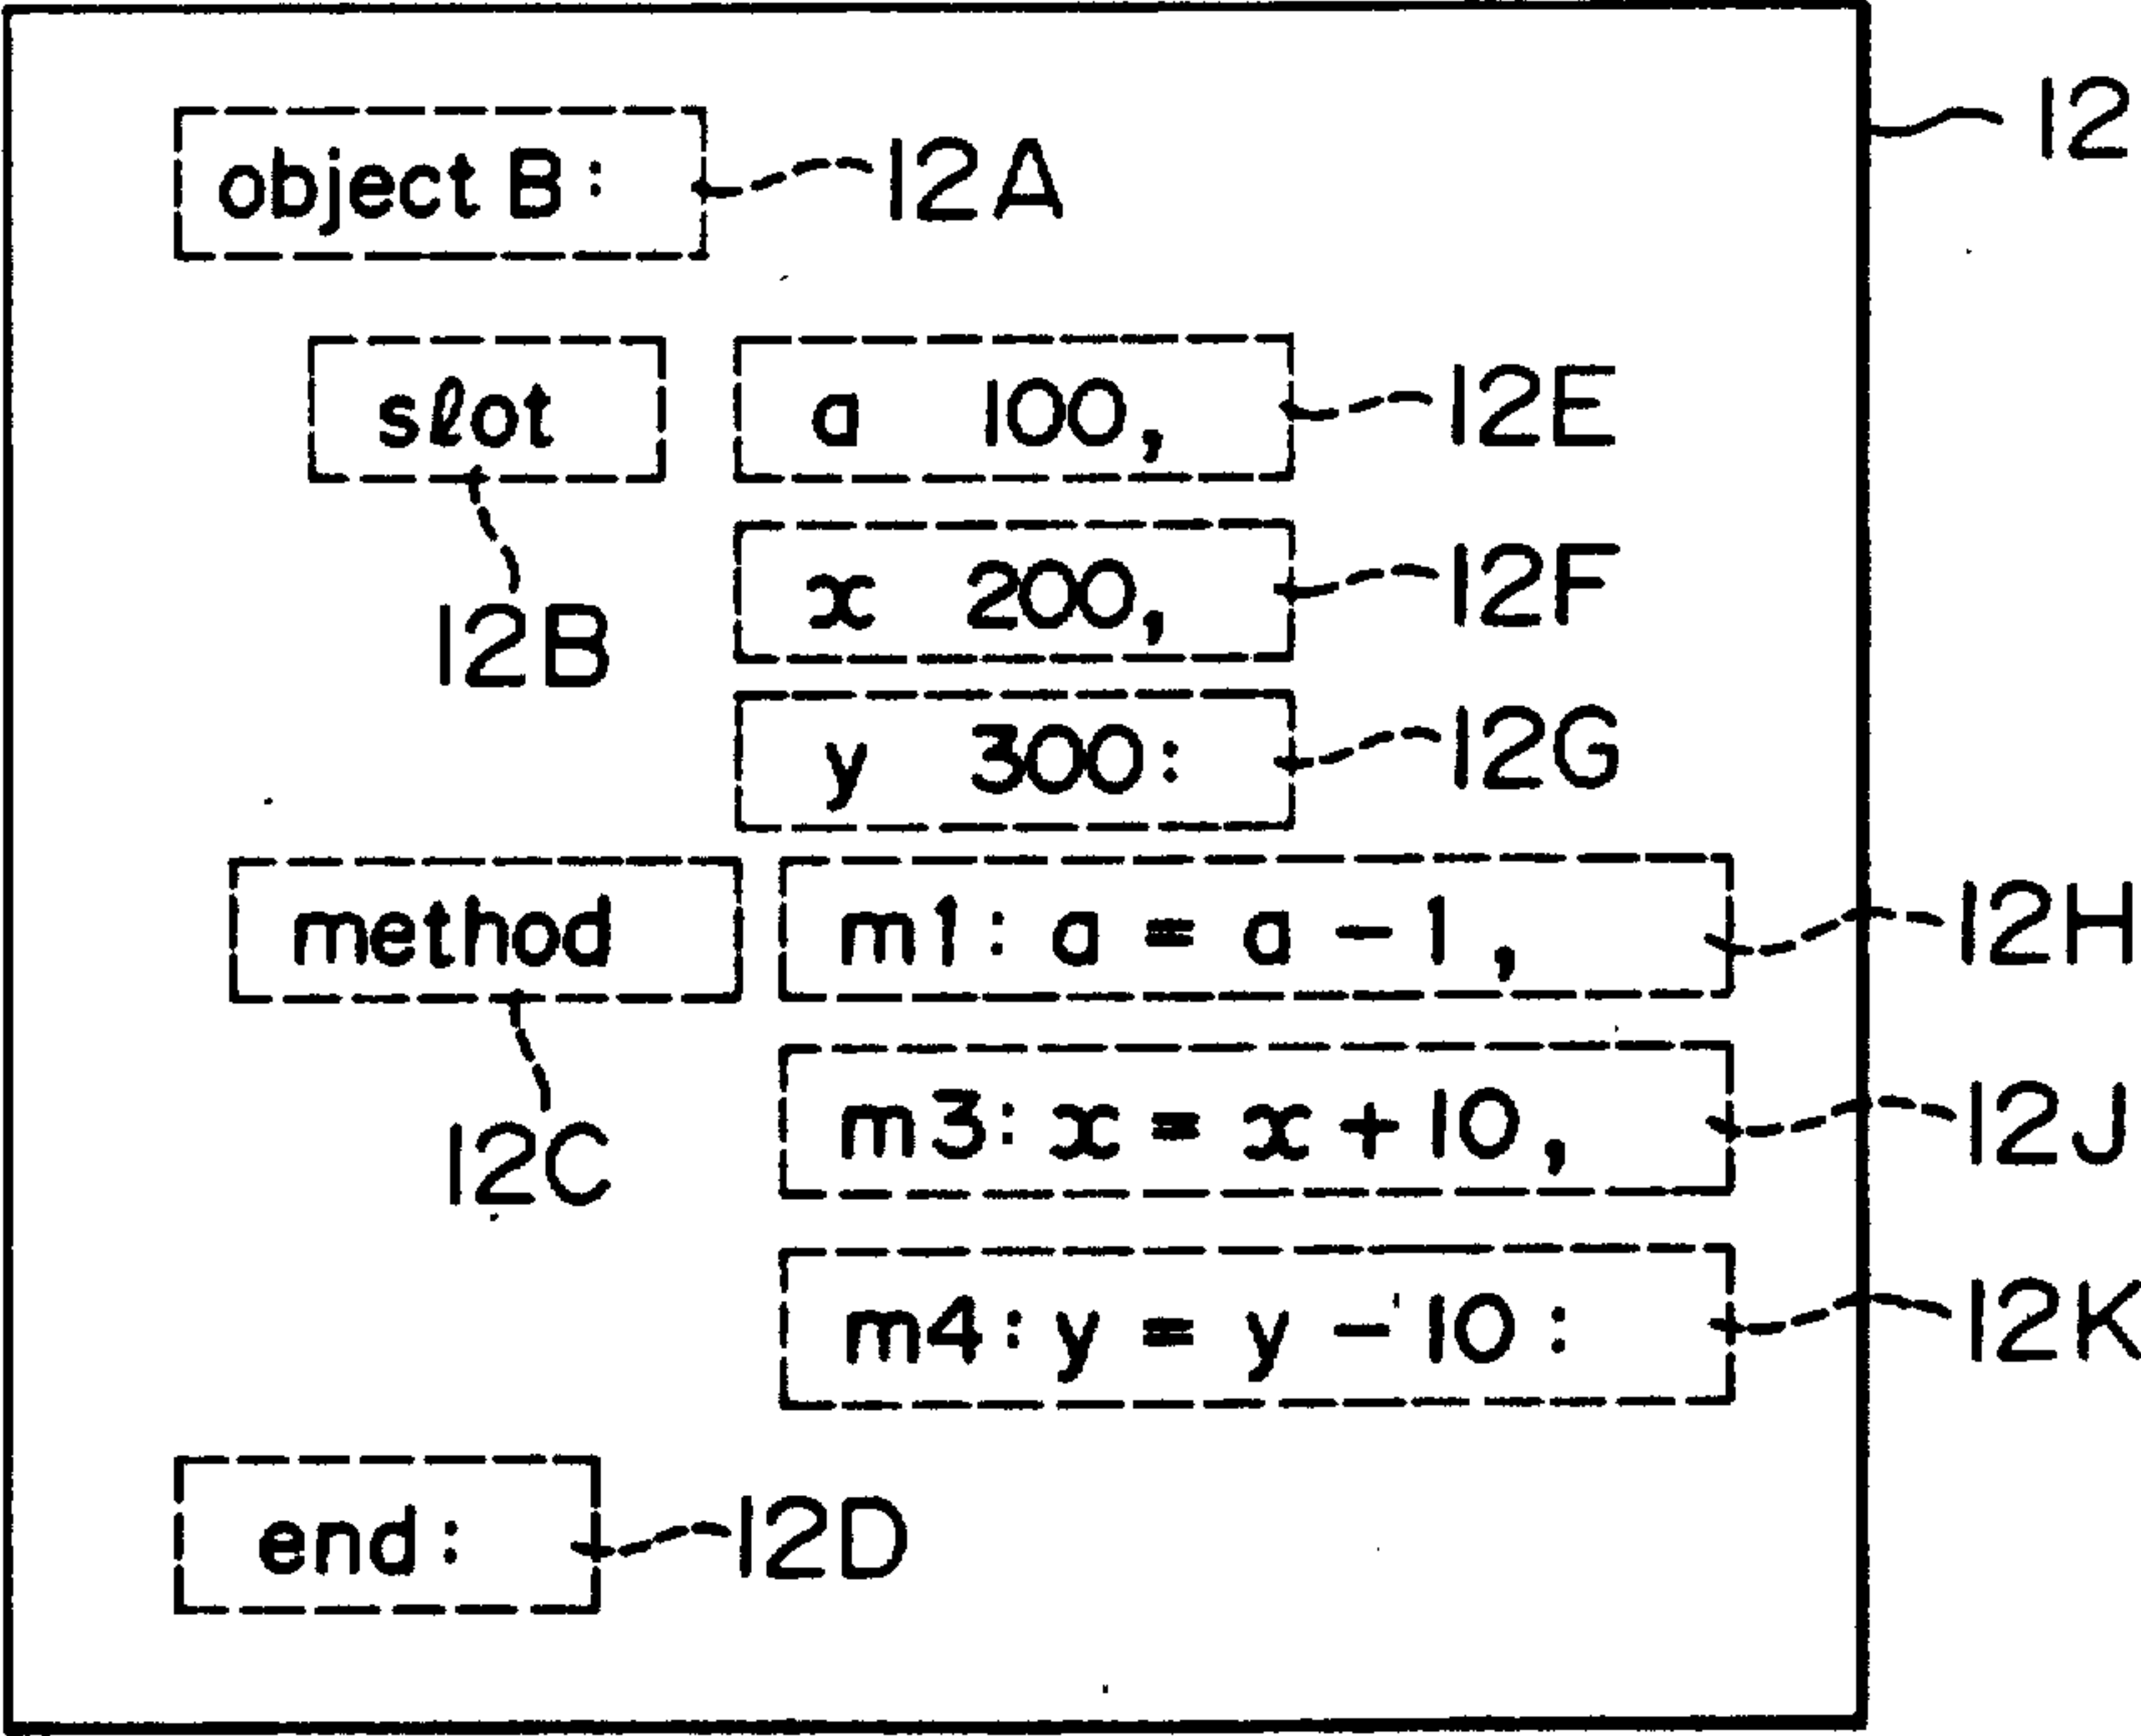 12
object B: 12A
slot a 100, 12E
x 200, 12F
12B
y 300: 12G
method m1: a = a - 1, 12H
m3: x = x + 10, 12J
12C
m4: y = y - 10: 12K
end: 12D